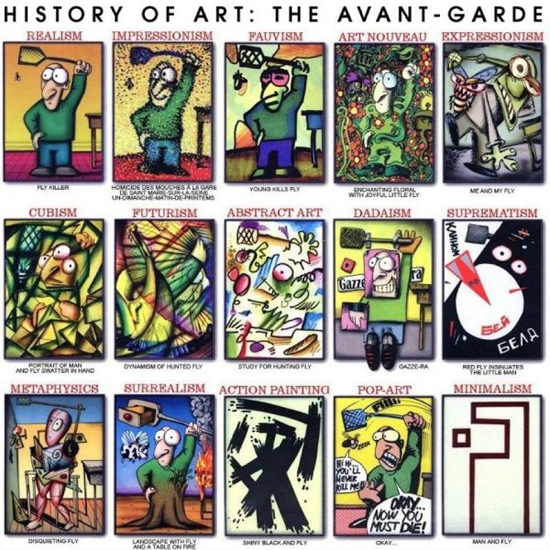 HISTORY OF ART: THE AVANT-GARDE
REALISM
IMPRESSIONISM
FAUVISM
ART NOUVEAU
EXPRESSIONISM
FLY KILLER
HOMICIDE DES MOUCHES À LA GARE
DE SAINT MARIE-SUR-LA-SEINE
UN-DIMANCHE-MATIN-DE-PRINTEMS
YOUNG KILLS FLY
ENCHANTING FLORAL
WITH JOYFUL LITTLE FLY
ME AND MY FLY
CUBISM
FUTURISM
ABSTRACT ART
DADAISM
SUPREMATISM
Gazze
ra
БЕЙ
БЕЛД
PORTRAIT OF MAN
AND FLY SWATTER IN HAND
DYNAMISM OF HUNTED FLY
STUDY FOR HUNTING FLY
GAZZE-RA
RED FLY INSINUATES
THE LITTLE MAN
METAPHYSICS
SURREALISM
ACTION PAINTING
POP-ART
MINIMALISM
HI HI...
YOU'LL
NEVER
KILL ME!
OKAY...
NOW YOU
MUST DIE!
DISQUIETING FLY
LANDSCAPE WITH FLY
AND A TABLE ON FIRE
SHINY BLACK AND FLY
OKAY...
MAN AND FLY